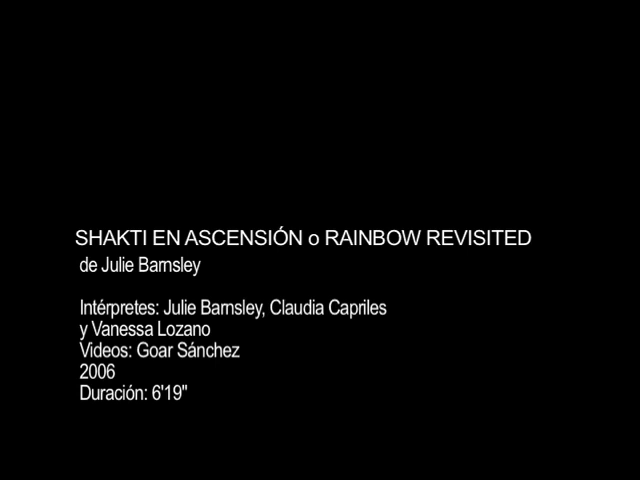 SHAKTI EN ASCENSIÓN o RAINBOW REVISITED
de Julie Barnsley
Intérpretes: Julie Barnsley, Claudia Capriles
y Vanessa Lozano
Videos: Goar Sánchez
2006
Duración: 6'19"